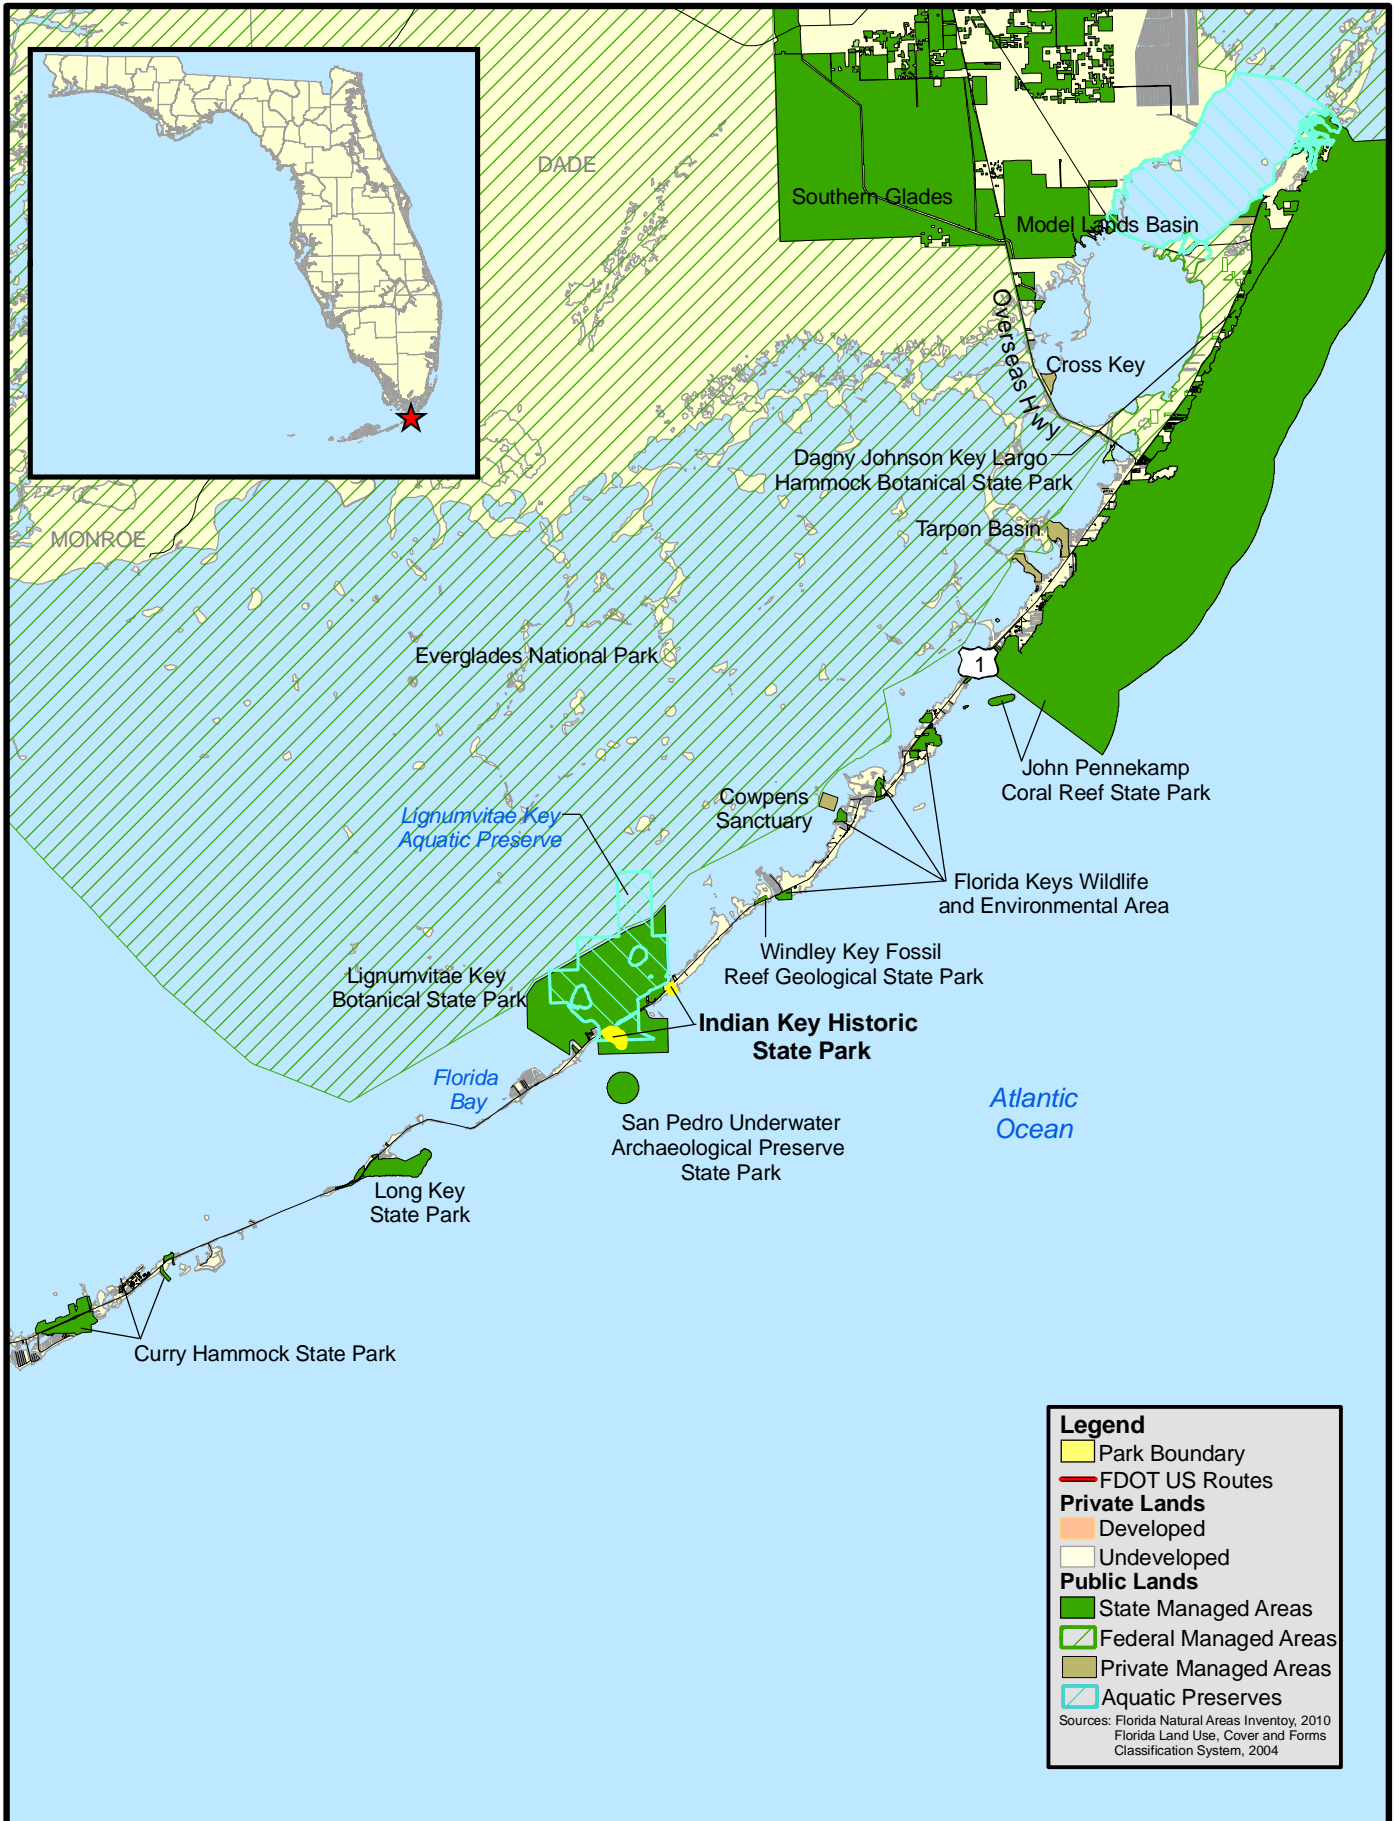 DADE
Southern Glades
Model Lands Basin
Overseas Hwy
Cross Key
Dagny Johnson Key Largo
Hammock Botanical State Park
MONROE
Tarpon Basin
Everglades National Park
1
John Pennekamp
Coral Reef State Park
Cowpens
Sanctuary
Lignumvitae Key
Aquatic Preserve
Florida Keys Wildlife
and Environmental Area
Windley Key Fossil
Reef Geological State Park
Lignumvitae Key
Botanical State Park
Indian Key Historic
State Park
Florida
Bay
Atlantic
Ocean
San Pedro Underwater
Archaeological Preserve
State Park
Long Key
State Park
Curry Hammock State Park
Legend
Park Boundary
FDOT US Routes
Private Lands
Developed
Undeveloped
Public Lands
State Managed Areas
Federal Managed Areas
Private Managed Areas
Aquatic Preserves
Sources: Florida Natural Areas Inventoy, 2010
Florida Land Use, Cover and Forms
Classification System, 2004